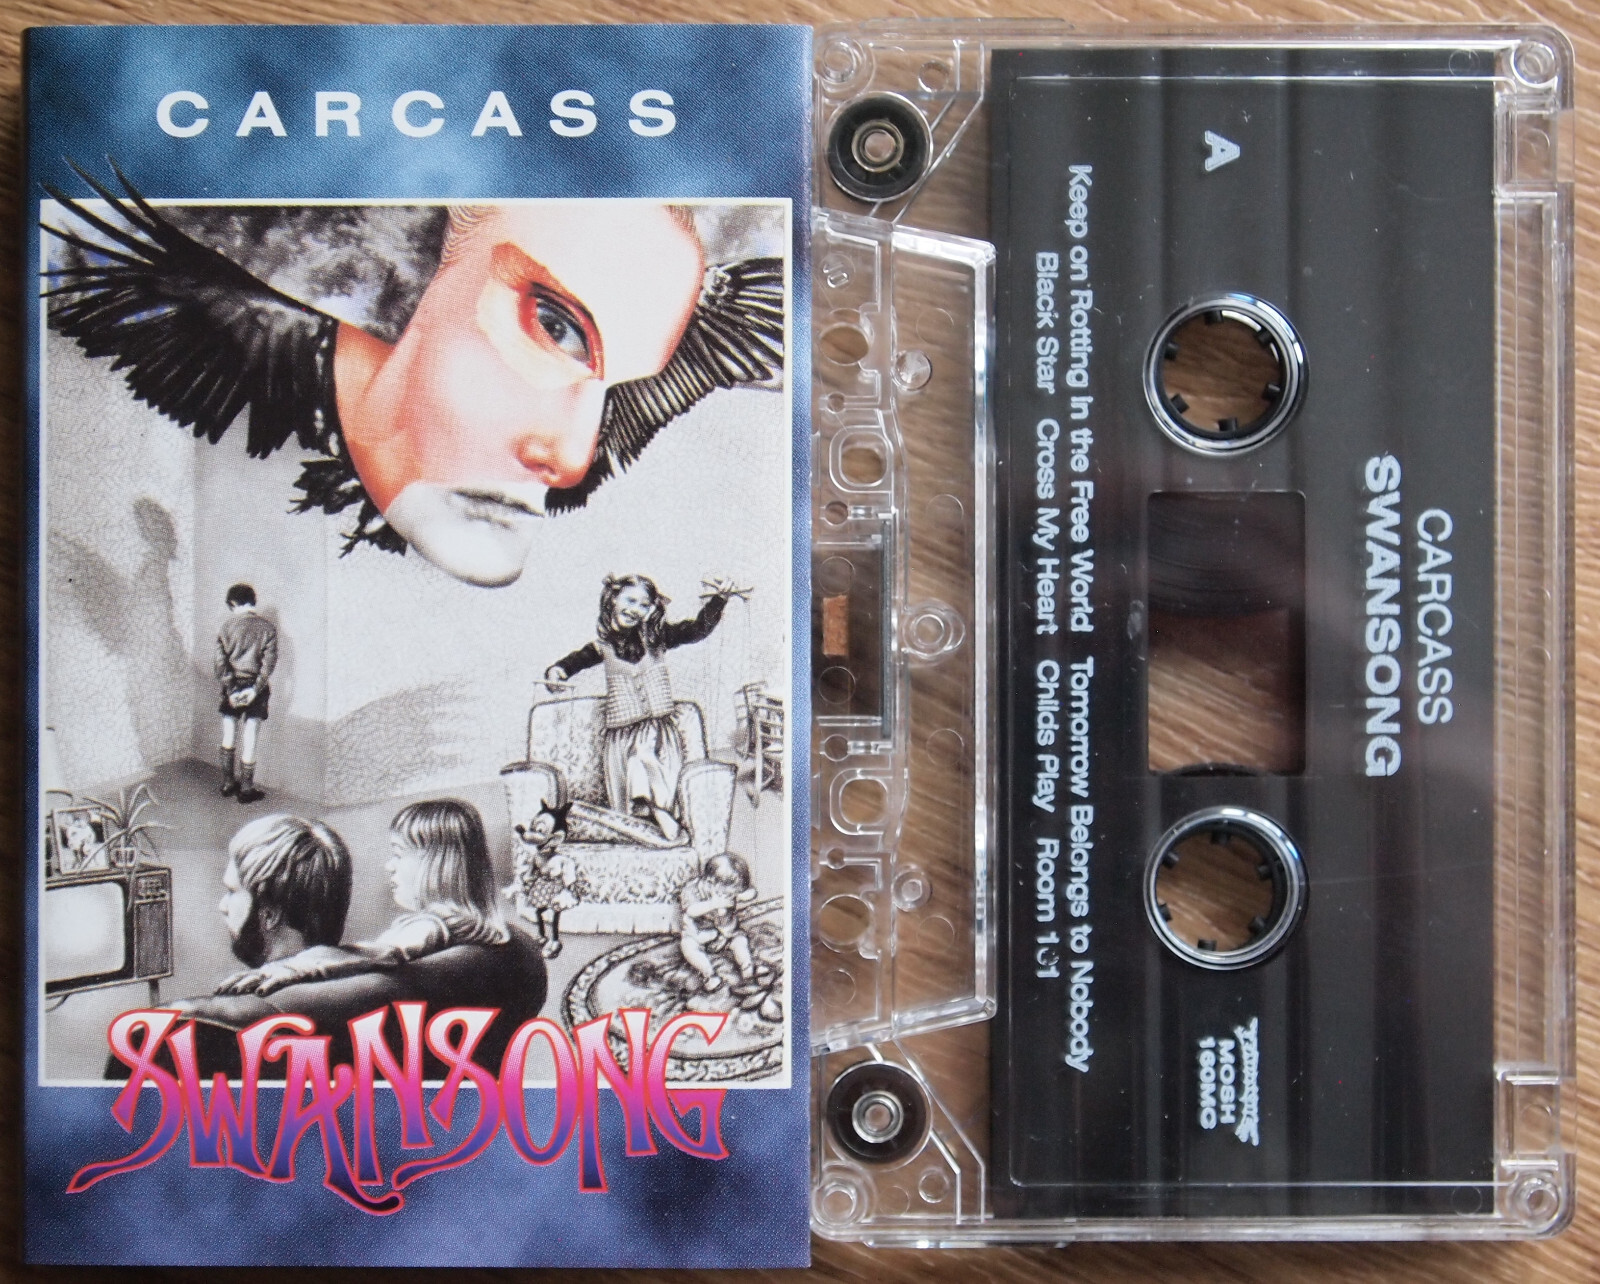 CARCASS
SWANSONG
CARCASS
SWANSONG
A
Keep on Rotting in the Free World Tomorrow Belongs to Nobody
Black Star Cross My Heart Childs Play Room 101
Earache
MOSH
160MC